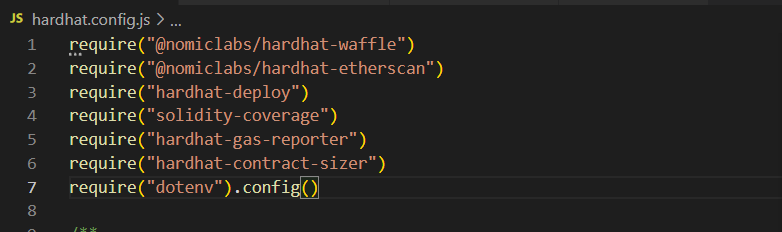 JS hardhat.config.js > ...
1 require("@nomiclabs/hardhat-waffle")
2 require("@nomiclabs/hardhat-etherscan")
3 require("hardhat-deploy")
4 require("solidity-coverage")
5 require("hardhat-gas-reporter")
6 require("hardhat-contract-sizer")
7 require("dotenv").config()
8
/**